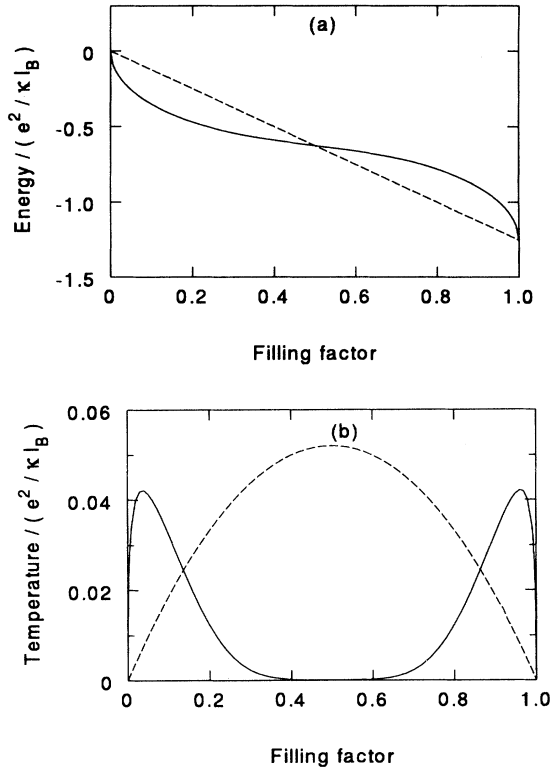 (a)
Energy / ( e² / κ l_B )
0
-0.5
-1.0
-1.5
0 0.2 0.4 0.6 0.8 1.0
Filling factor
(b)
Temperature / ( e² / κ l_B )
0.06
0.04
0.02
0
0 0.2 0.4 0.6 0.8 1.0
Filling factor